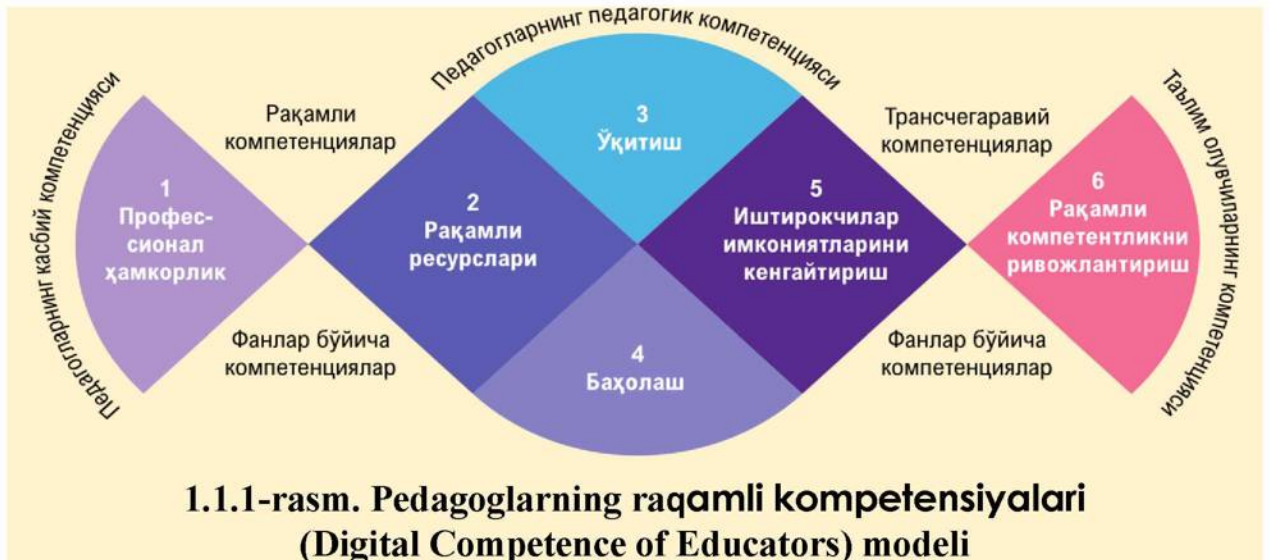 Педагогларнинг касбий компетенцияси
Педагогларнинг педагогик компетенцияси
Таълим олувчиларнинг компетенцияси
Рақамли
компетенциялар
Трансчегаравий
компетенциялар
1
Професс-
сионал
ҳамкорлик
2
Рақамли
ресурслари
3
Ўқитиш
4
Баҳолаш
5
Иштирокчилар
имкониятларини
кенгайтириш
6
Рақамли
компетентликни
ривожлантириш
Фанлар бўйича
компетенциялар
Фанлар бўйича
компетенциялар
1.1.1-rasm. Pedagoglarning raqamli kompetensiyalari
(Digital Competence of Educators) modeli